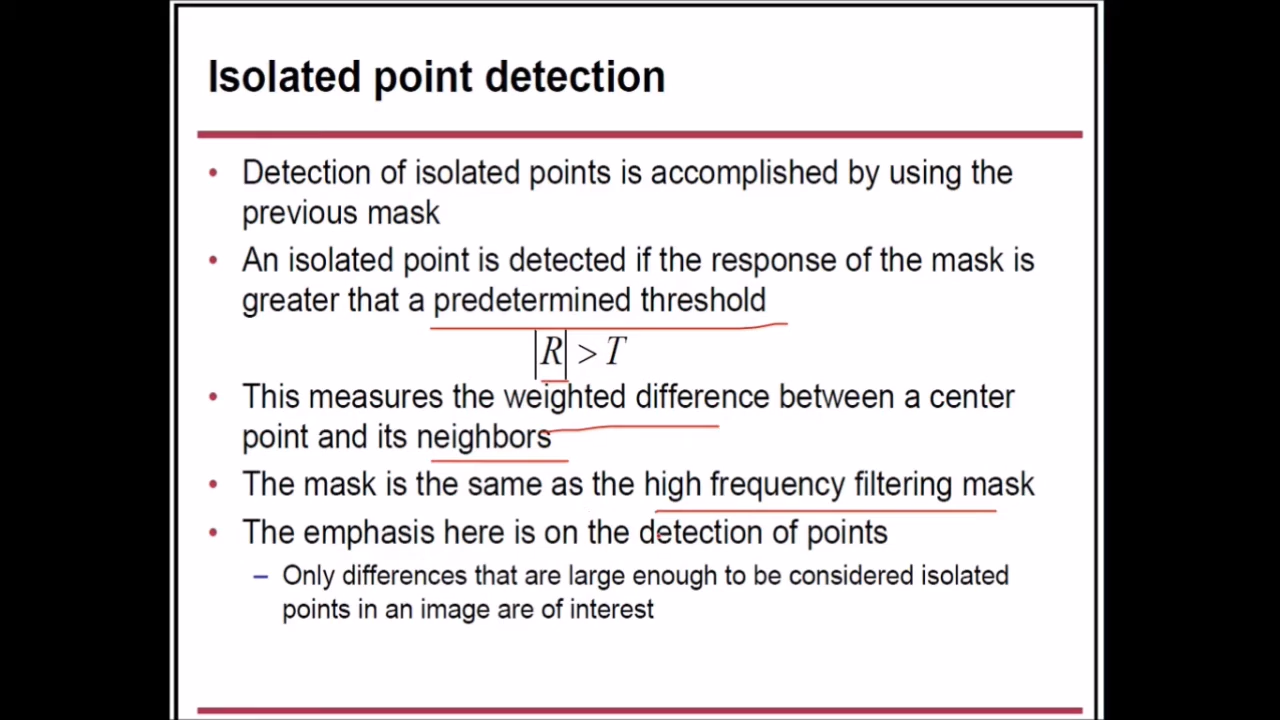 Isolated point detection
• Detection of isolated points is accomplished by using the
previous mask
• An isolated point is detected if the response of the mask is
greater that a predetermined threshold
|R| > T
• This measures the weighted difference between a center
point and its neighbors
• The mask is the same as the high frequency filtering mask
• The emphasis here is on the detection of points
– Only differences that are large enough to be considered isolated
points in an image are of interest